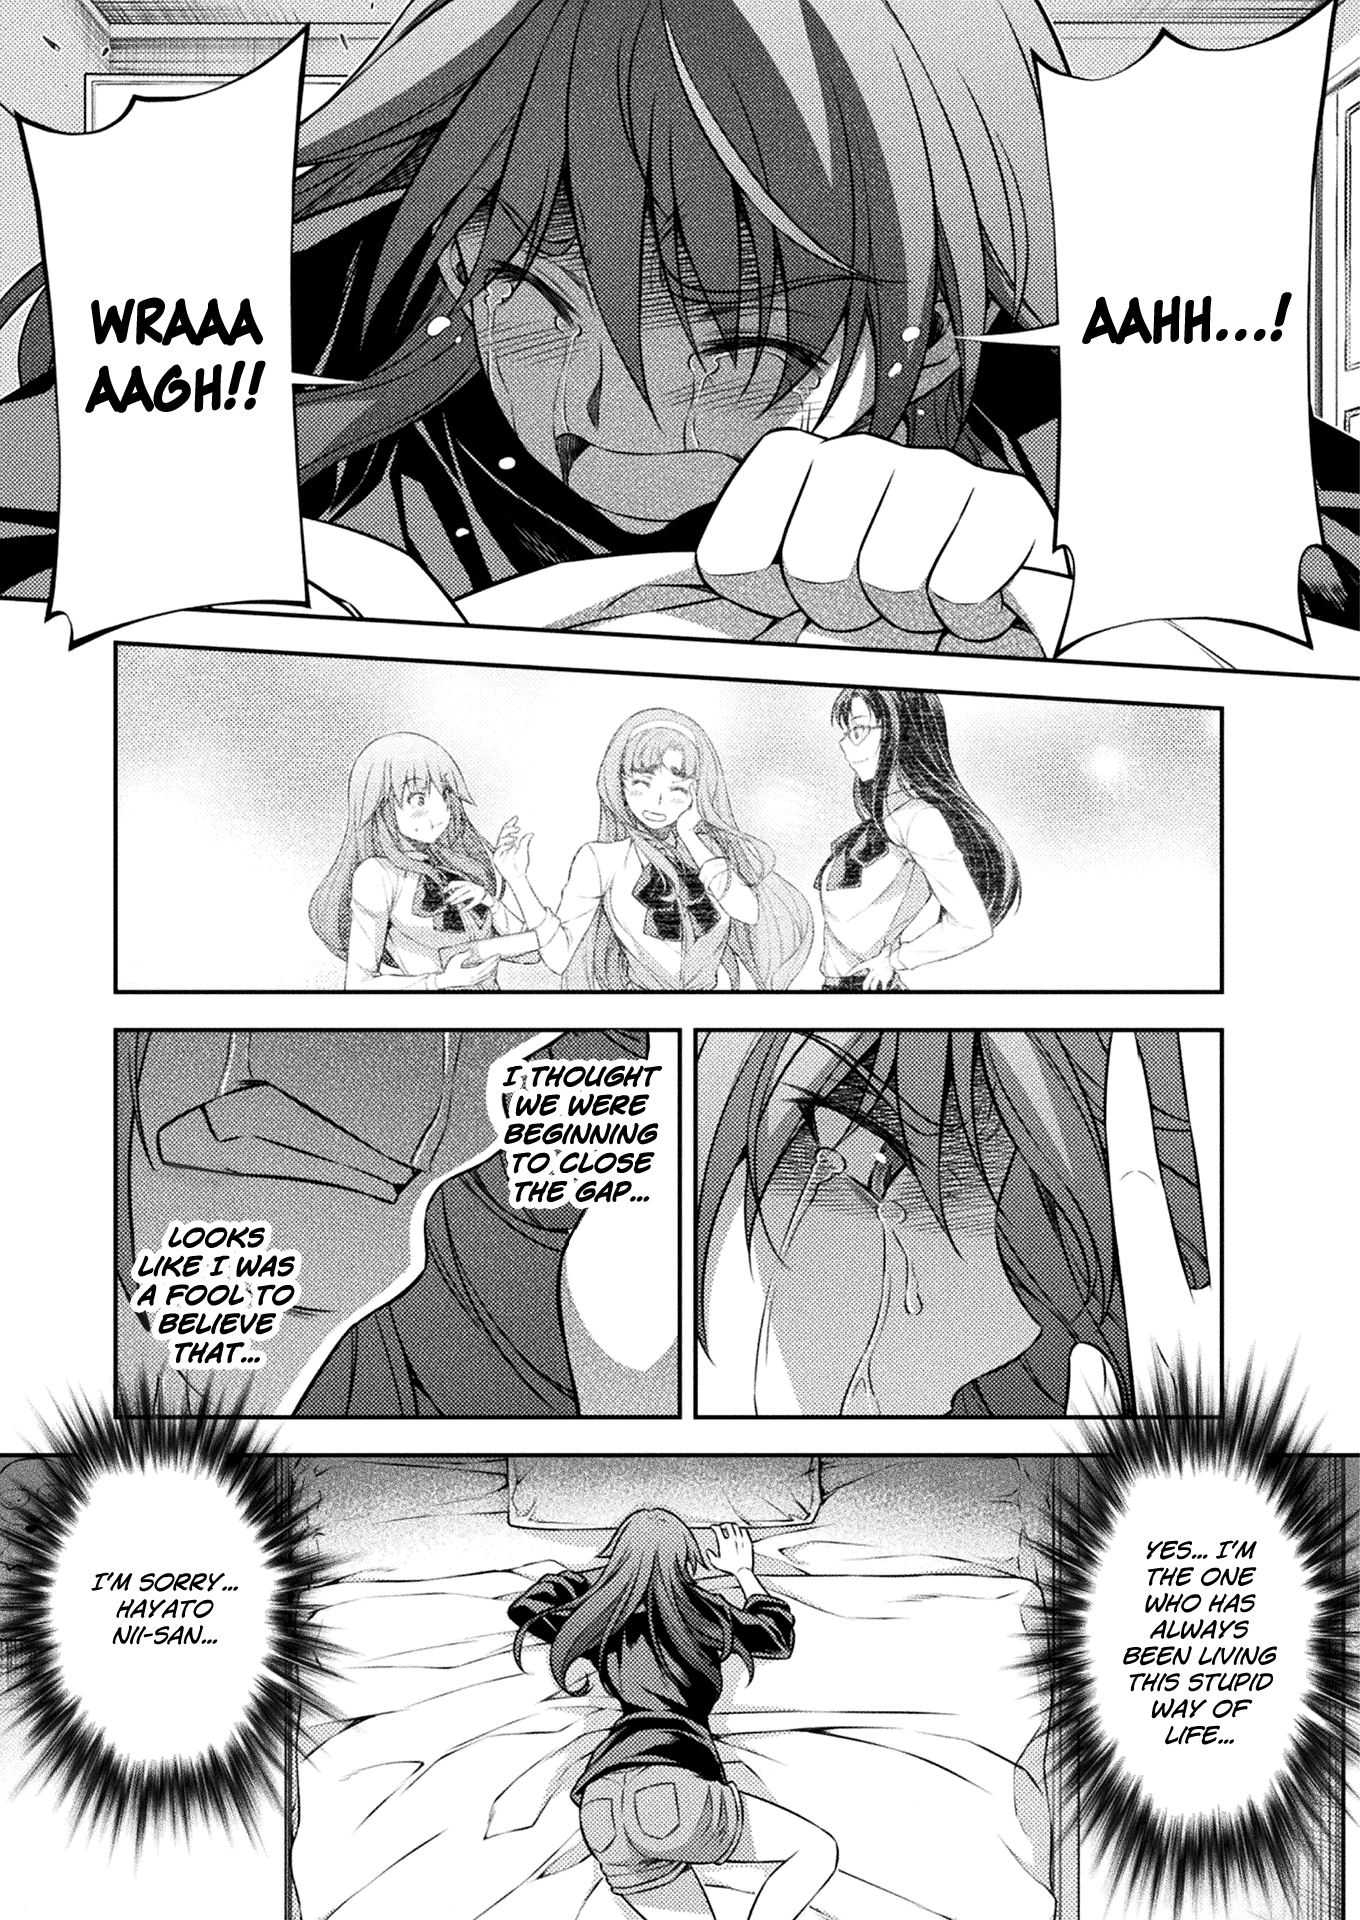 AAHH...!
WRAAA
AAGH!!
I THOUGHT
WE WERE
BEGINNING
TO CLOSE
THE GAP...
LOOKS
LIKE I WAS
A FOOL TO
BELIEVE
THAT...
YES... I'M
THE ONE
WHO HAS
ALWAYS
BEEN LIVING
THIS STUPID
WAY OF
LIFE...
I'M SORRY...
HAYATO
NII-SAN...